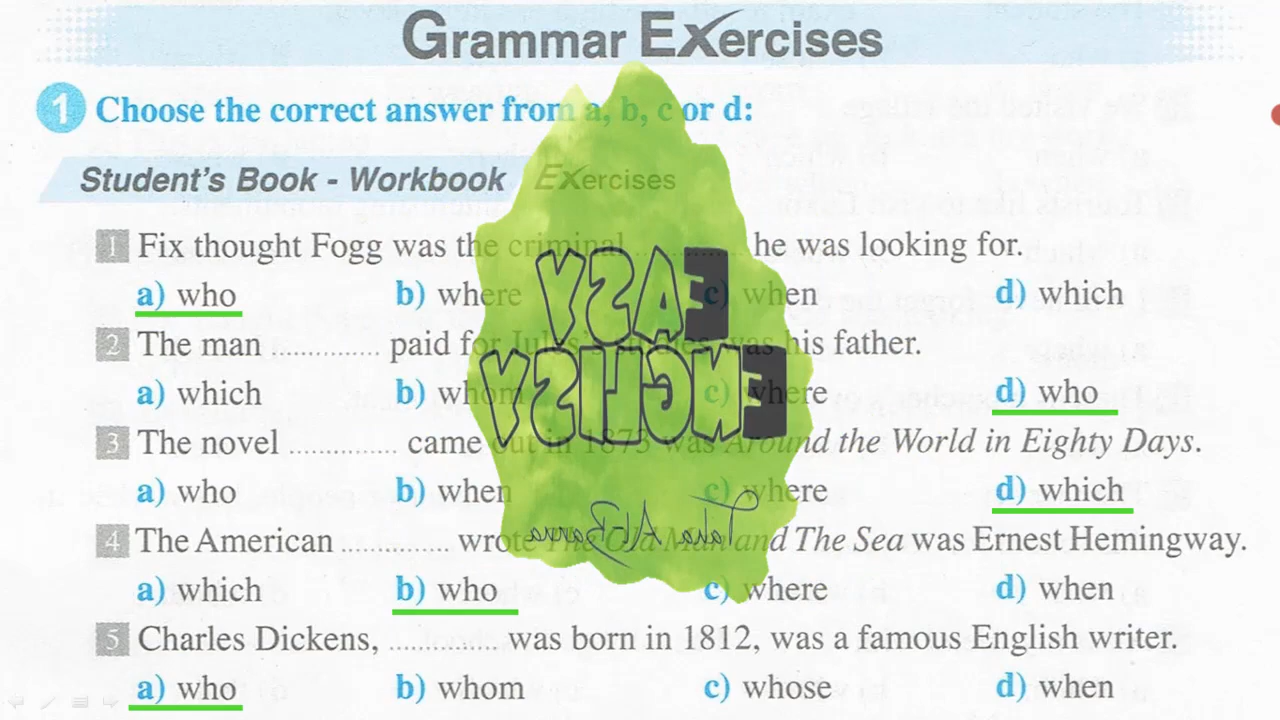 Grammar Exercises
1 Choose the correct answer from a, b, c or d:
Student's Book - Workbook Exercises
1 Fix thought Fogg was the criminal ............ he was looking for.
a) who b) where c) when d) which
2 The man ............ paid for Jules's studies was his father.
a) which b) whom c) where d) who
3 The novel ............ came out in 1873 was Around the World in Eighty Days.
a) who b) when c) where d) which
4 The American ............ wrote The Old Man and The Sea was Ernest Hemingway.
a) which b) who c) where d) when
5 Charles Dickens, ............ was born in 1812, was a famous English writer.
a) who b) whom c) whose d) when
EASY
ENGLISH